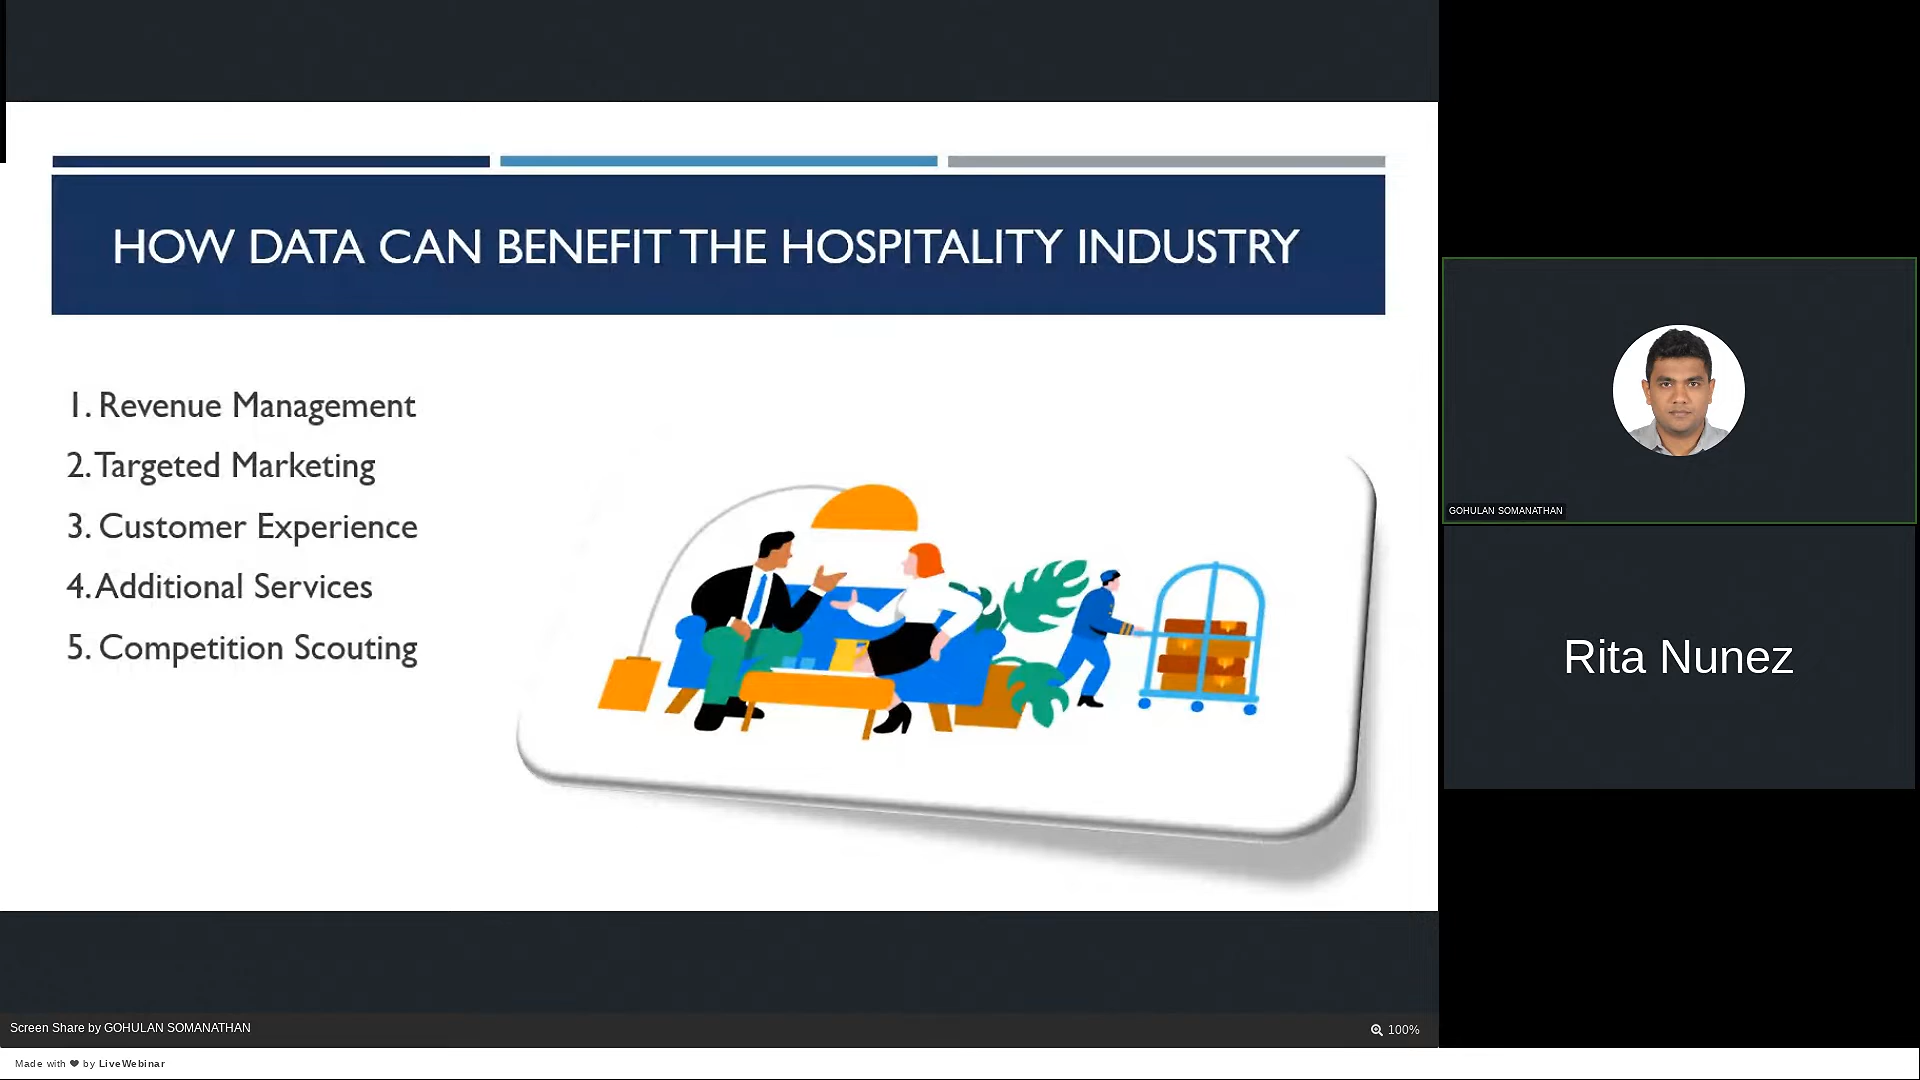 HOW DATA CAN BENEFIT THE HOSPITALITY INDUSTRY
1. Revenue Management
2. Targeted Marketing
3. Customer Experience
4. Additional Services
5. Competition Scouting
GOHULAN SOMANATHAN
Rita Nunez
Screen Share by GOHULAN SOMANATHAN
100%
Made with ❤ by LiveWebinar